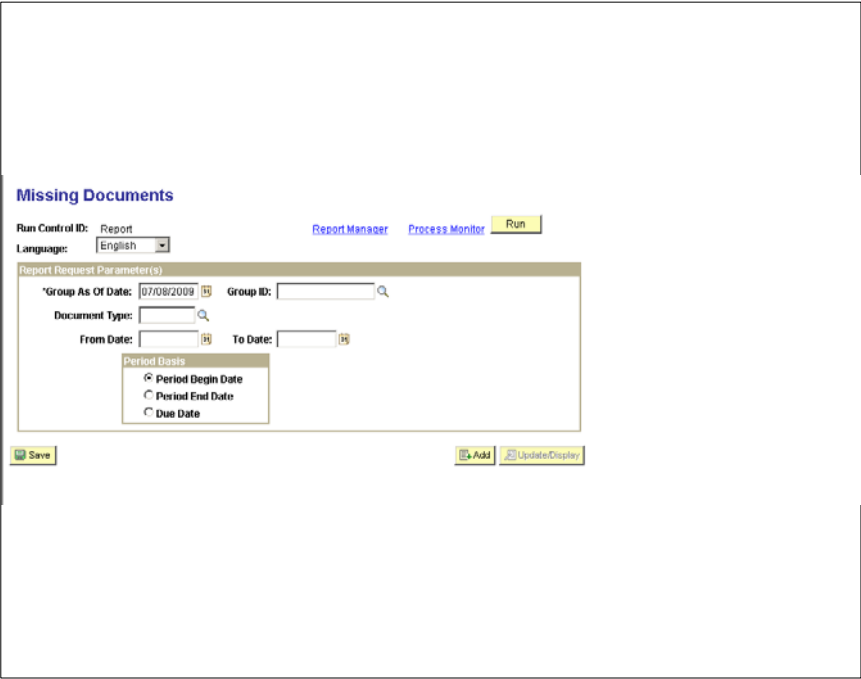 Missing Documents
Run Control ID: Report Report Manager Process Monitor Run
Language: English
Report Request Parameter(s)
*Group As Of Date: 07/08/2009 Group ID:
Document Type:
From Date: To Date:
Period Basis
Period Begin Date
Period End Date
Due Date
Save Add Update/Display